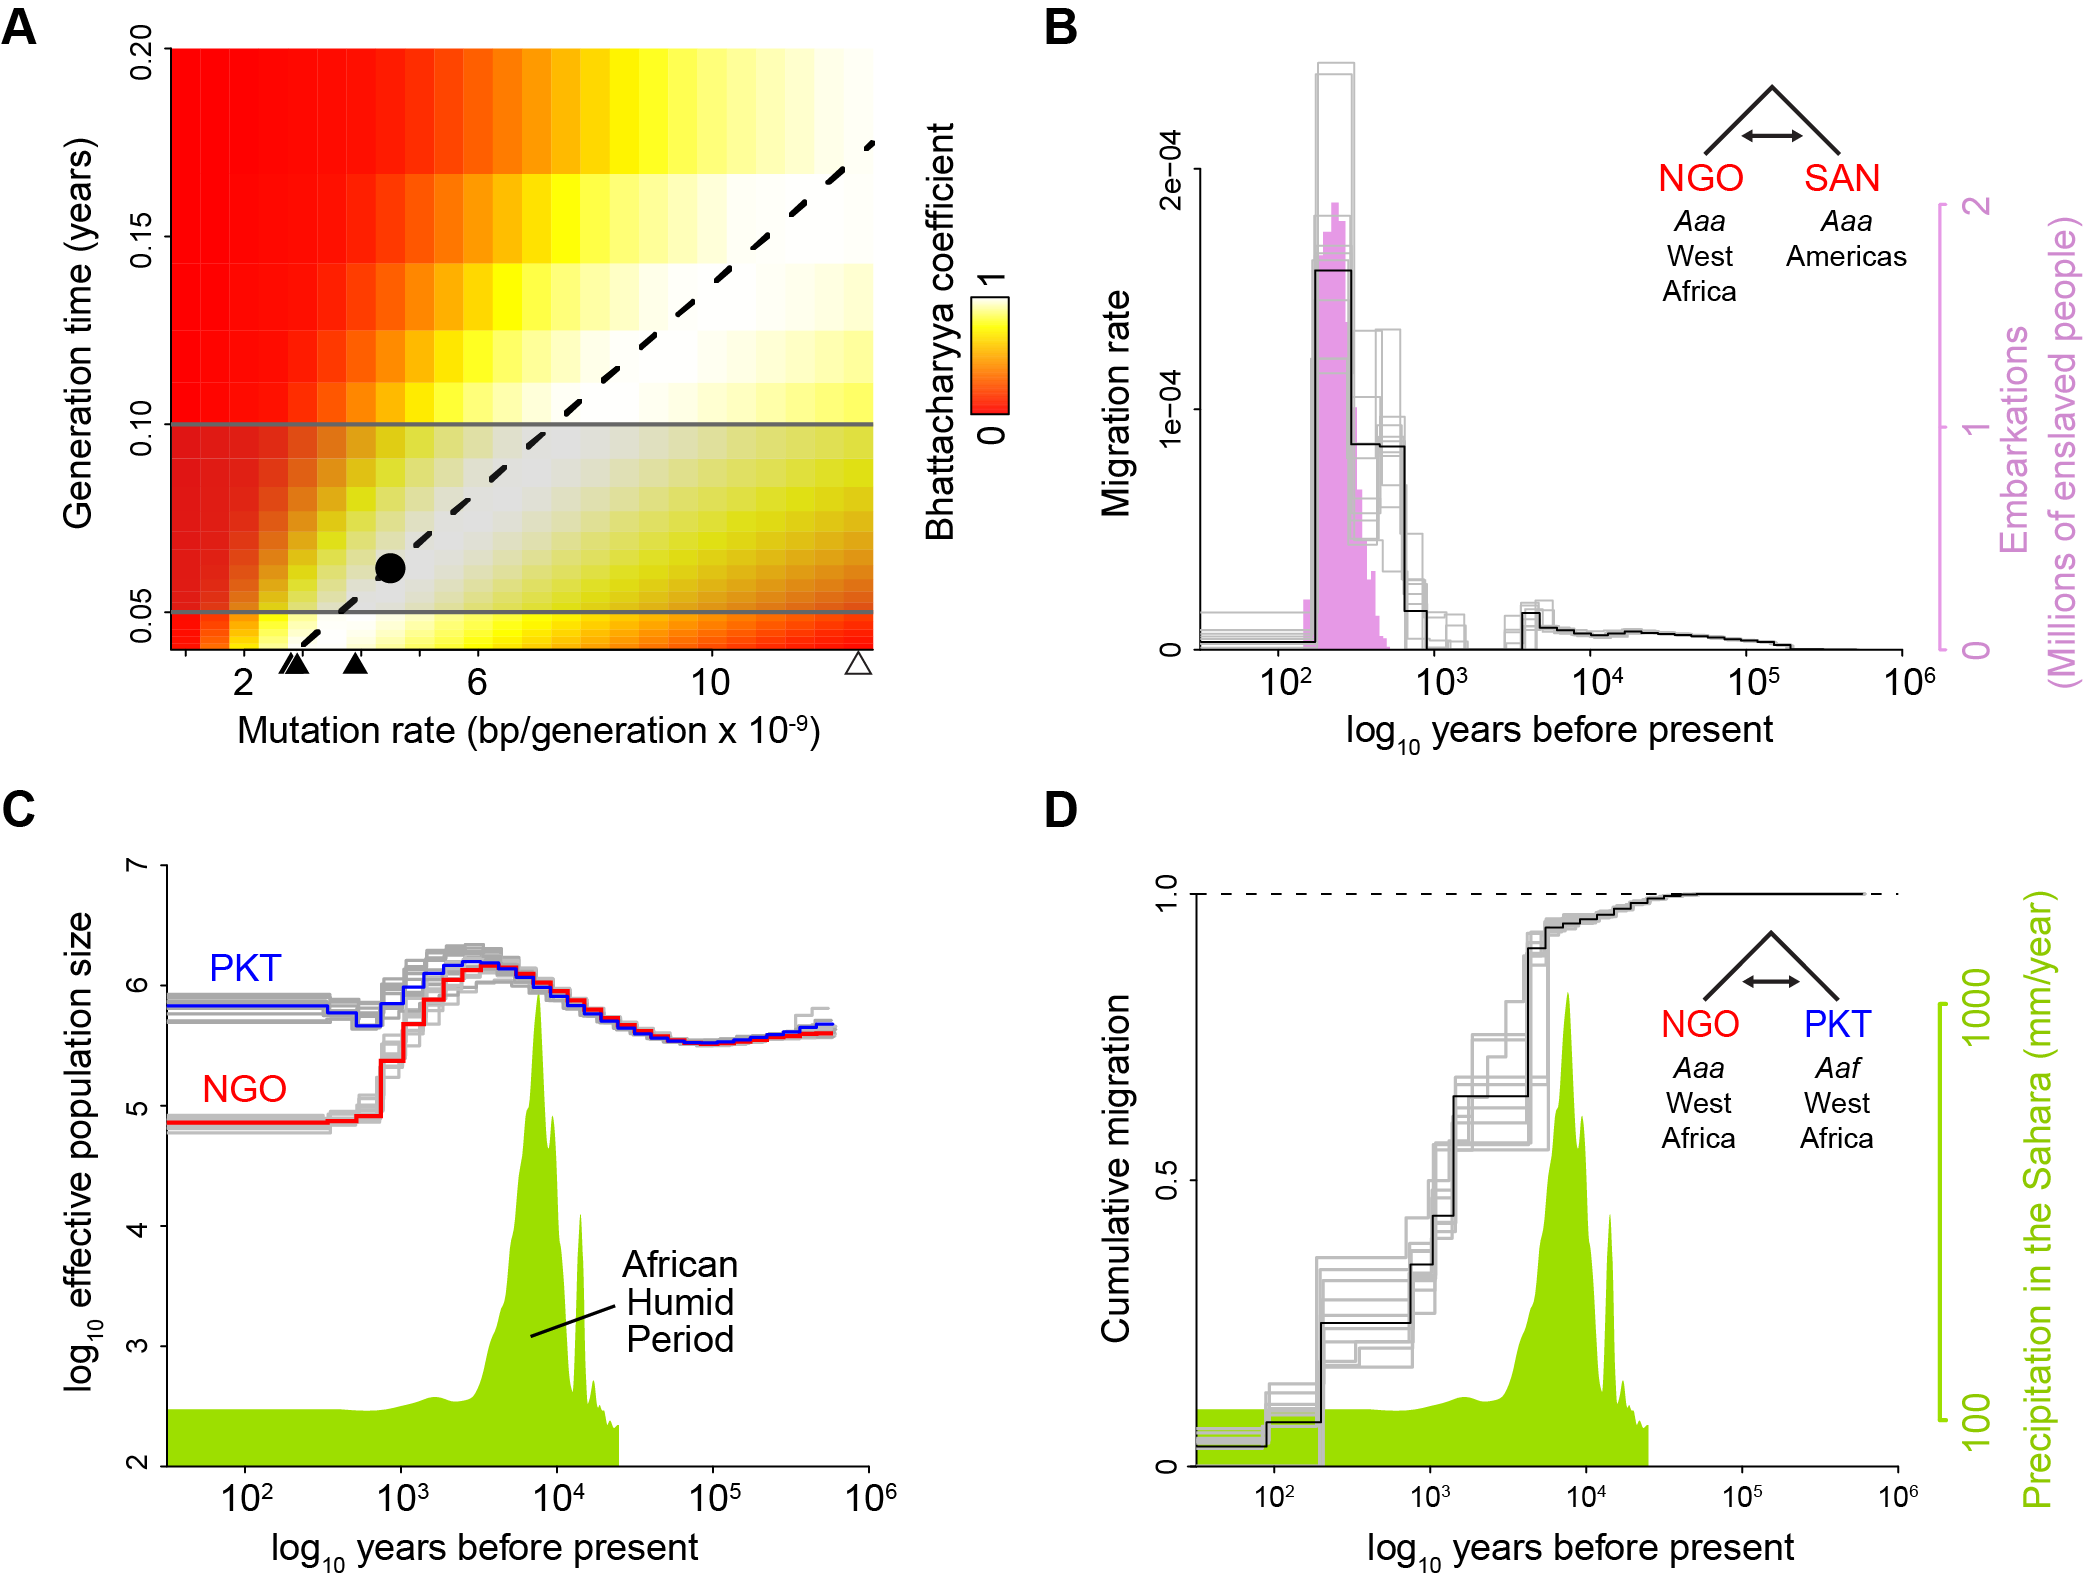 A
Generation time (years)
0.20
0.15
0.10
0.05
2
6
10
Mutation rate (bp/generation x 10⁻⁹)
Bhattacharyya coefficient
1
0
B
Migration rate
2e−04
1e−04
0
10²
10³
10⁴
10⁵
10⁶
log₁₀ years before present
NGO
SAN
Aaa
Aaa
West
Americas
Africa
2
1
0
Embarkations
(Millions of enslaved people)
C
log₁₀ effective population size
7
6
5
4
3
2
PKT
NGO
African
Humid
Period
10²
10³
10⁴
10⁵
10⁶
log₁₀ years before present
D
Cumulative migration
1.0
0.5
0
10²
10³
10⁴
10⁵
10⁶
log₁₀ years before present
NGO
PKT
Aaa
Aaf
West
West
Africa
Africa
1000
100
Precipitation in the Sahara (mm/year)